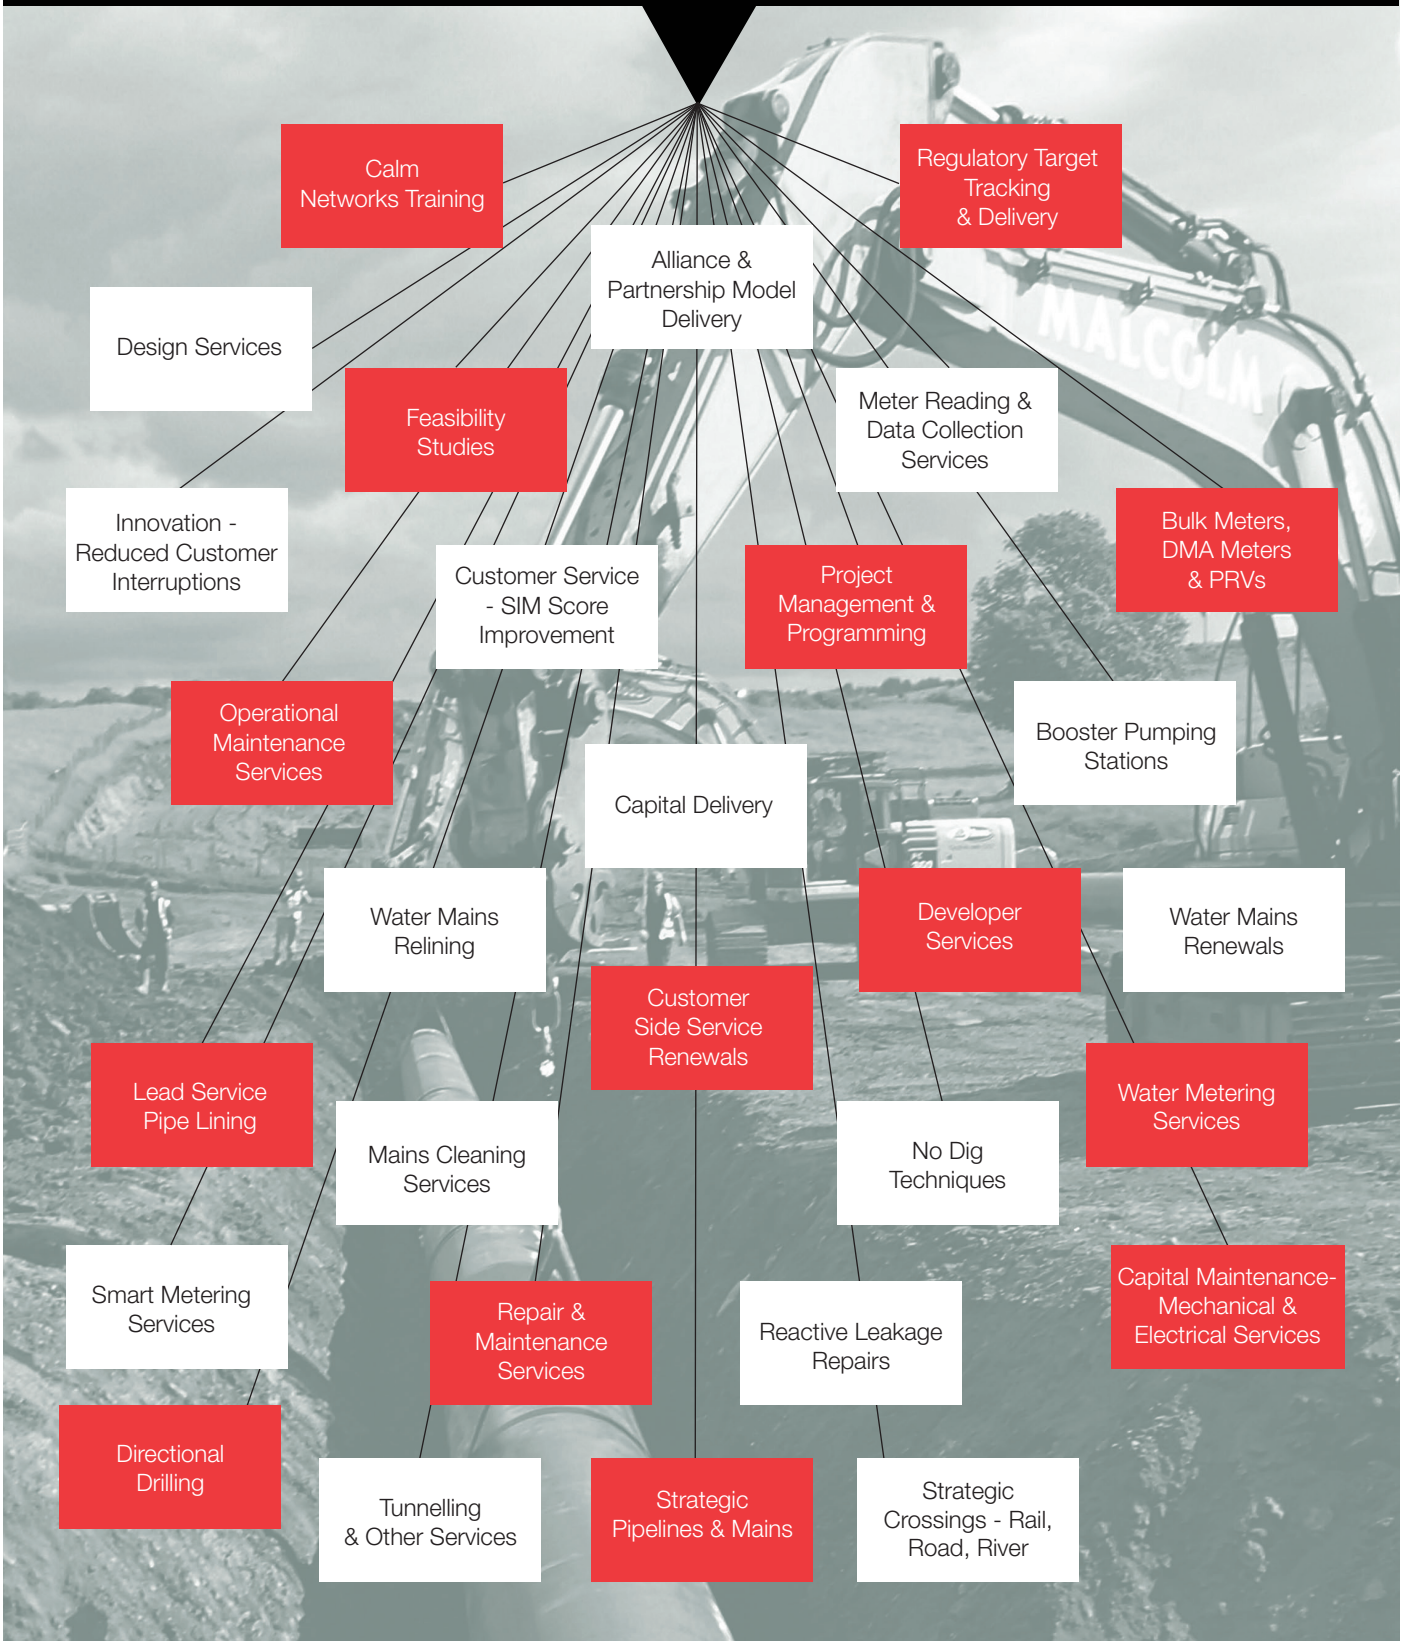 Calm
Networks Training
Regulatory Target
Tracking
& Delivery
Alliance &
Partnership Model
Delivery
MALCOLM
Design Services
Feasibility
Studies
Meter Reading &
Data Collection
Services
Innovation -
Reduced Customer
Interruptions
Bulk Meters,
DMA Meters
& PRVs
Customer Service
- SIM Score
Improvement
Project
Management &
Programming
Operational
Maintenance
Services
Booster Pumping
Stations
Capital Delivery
Water Mains
Relining
Developer
Services
Water Mains
Renewals
Customer
Side Service
Renewals
Lead Service
Pipe Lining
Water Metering
Services
Mains Cleaning
Services
No Dig
Techniques
Smart Metering
Services
Capital Maintenance-
Mechanical &
Electrical Services
Repair &
Maintenance
Services
Reactive Leakage
Repairs
Directional
Drilling
Tunnelling
& Other Services
Strategic
Pipelines & Mains
Strategic
Crossings - Rail,
Road, River